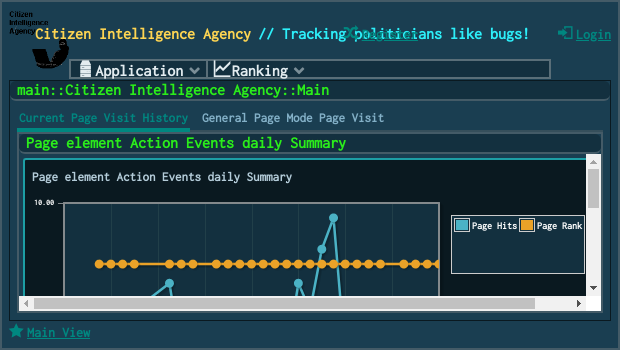 Citizen
Intelligence
Agency
Citizen Intelligence Agency // Tracking politicians like bugs!
Register
Login
Application
Ranking
main::Citizen Intelligence Agency::Main
Current Page Visit History
General Page Mode Page Visit
Page element Action Events daily Summary
Page element Action Events daily Summary
10.00
Page Hits
Page Rank
Main View